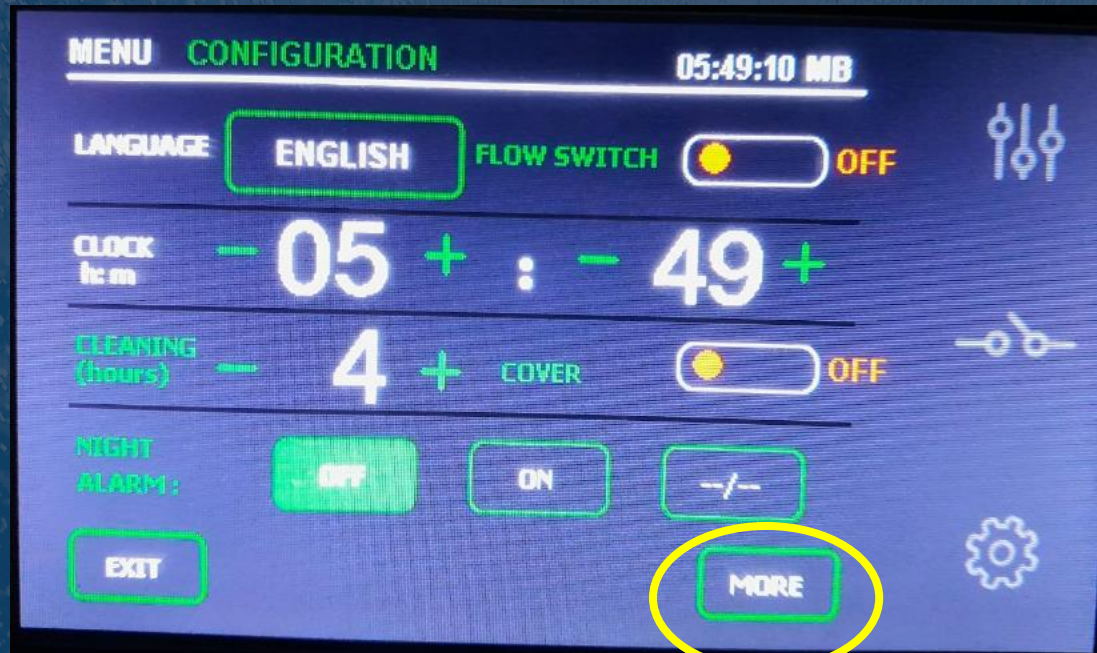 MENU CONFIGURATION 05:49:10 MB
LANGUAGE ENGLISH FLOW SWITCH OFF
CLOCK
h: m - 05 + : - 49 +
CLEANING
(hours) - 4 + COVER OFF
NIGHT
ALARM : OFF ON --/--
EXIT MORE